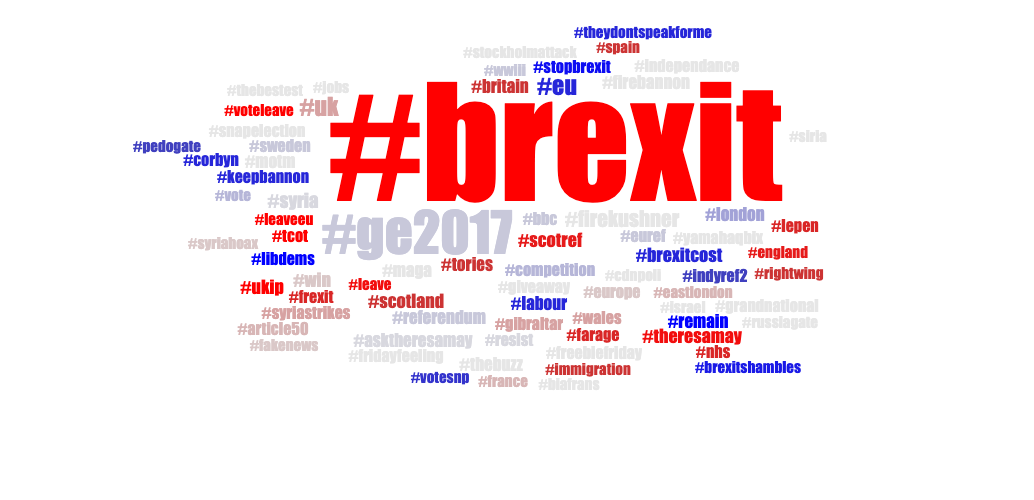 #theydontspeakforme
#stockholmattack #spain
#wwiii #stopbrexit #independance
#thebestest #jobs #britain #eu #firebannon
#voteleave #uk #brexit
#snapelection #siria
#pedogate #sweden
#corbyn #motm
#keepbannon
#vote #syria
#leaveeu #ge2017 #bbc #firekushner #london #lepen
#tcot #scotref #eurof #yamahaqbix
#syriahoax #england
#libdems #tories #brexitcost
#maga #competition #cdnpoll #indyref2 #rightwing
#ukip #win #leave #giveaway
#frexit #scotland #labour #europe #eastlondon
#syriastrikes #israel #grandnational
#article50 #referendum #gibraltar #wales #remain #russiagate
#fakenews #asktheresamay #resist #farage #theresamay
#fridayfeeling #freebiefriday #nhs
#thebuzz #immigration #brexitshambles
#votesnp #france #biafrans